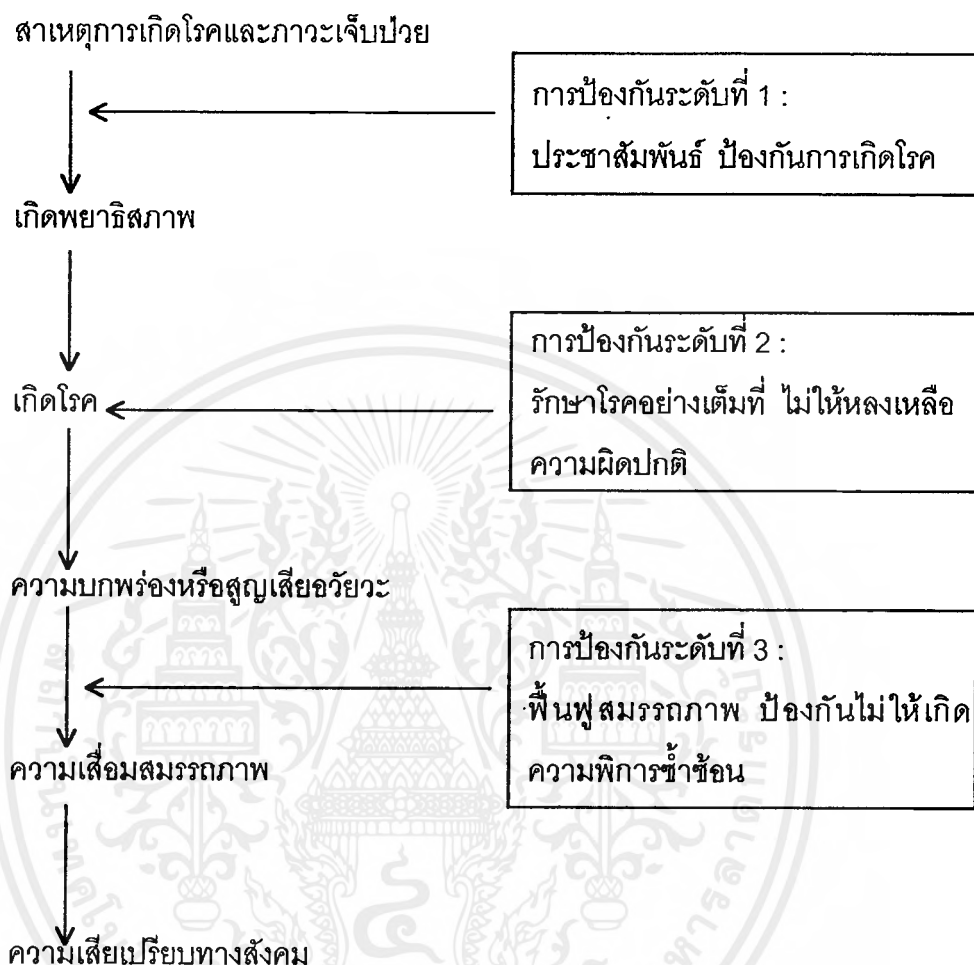 สาเหตุการเกิดโรคและภาวะเจ็บป่วย
การป้องกันระดับที่ 1 :
ประชาสัมพันธ์ ป้องกันการเกิดโรค
เกิดพยาธิสภาพ
การป้องกันระดับที่ 2 :
เกิดโรค
รักษาโรคอย่างเต็มที่ ไม่ให้หลงเหลือ
ความผิดปกติ
ความบกพร่องหรือสูญเสียอวัยวะ
การป้องกันระดับที่ 3 :
ฟื้นฟูสมรรถภาพ ป้องกันไม่ให้เกิด
ความพิการซ้ำซ้อน
ความเสื่อมสมรรถภาพ
ความเสียเปรียบทางสังคม